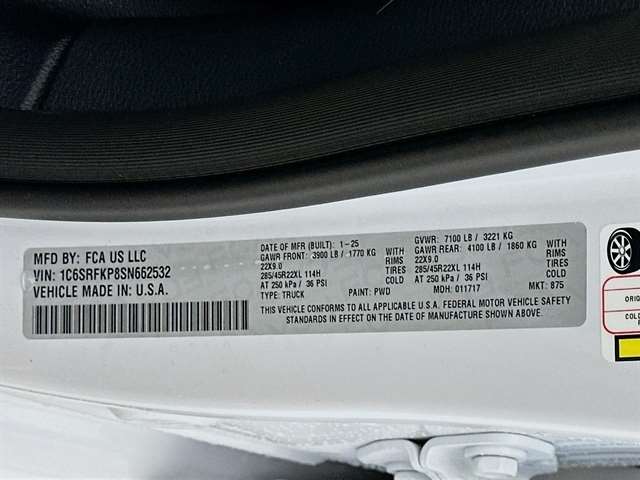 MFD BY: FCA US LLC
VIN: 1C6SRFKP8SN662532
VEHICLE MADE IN: U.S.A.
DATE OF MFR (BUILT): 1-25
GAWR FRONT: 3900 LB / 1770 KG WITH
22X9.0 RIMS
285/45R22XL 114H TIRES
AT 250 kPa / 36 PSI COLD
TYPE: TRUCK PAINT: PWD
GVWR: 7100 LB / 3221 KG
GAWR REAR: 4100 LB / 1860 KG WITH
22X9.0 RIMS
285/45R22XL 114H TIRES
AT 250 kPa / 36 PSI COLD
MDH: 011717 MKT: 875
THIS VEHICLE CONFORMS TO ALL APPLICABLE U.S.A. FEDERAL MOTOR VEHICLE SAFETY
STANDARDS IN EFFECT ON THE DATE OF MANUFACTURE SHOWN ABOVE.
ORIG
COLD